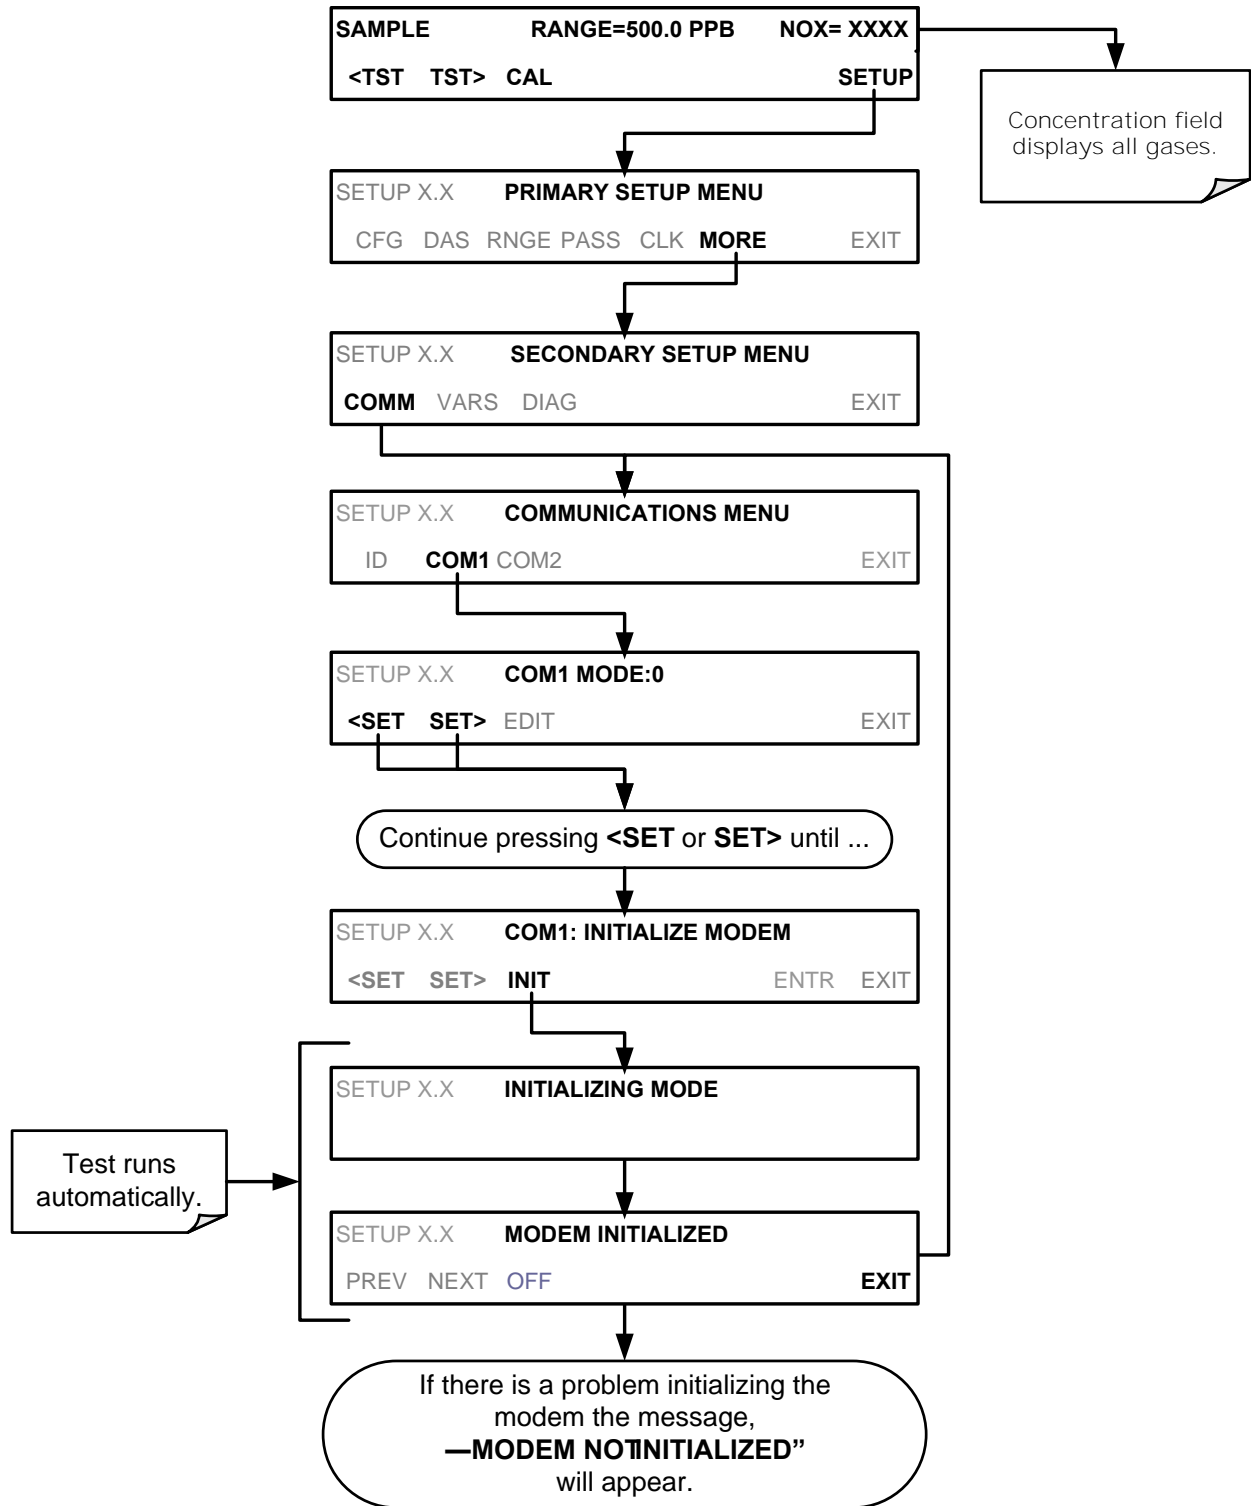 SAMPLE RANGE=500.0 PPB NOX= XXXX
<TST TST> CAL SETUP
Concentration field
displays all gases.
SETUP X.X PRIMARY SETUP MENU
CFG DAS RNGE PASS CLK MORE EXIT
SETUP X.X SECONDARY SETUP MENU
COMM VARS DIAG EXIT
SETUP X.X COMMUNICATIONS MENU
ID COM1 COM2 EXIT
SETUP X.X COM1 MODE:0
<SET SET> EDIT EXIT
Continue pressing <SET or SET> until ...
SETUP X.X COM1: INITIALIZE MODEM
<SET SET> INIT ENTR EXIT
SETUP X.X INITIALIZING MODE
Test runs
automatically.
SETUP X.X MODEM INITIALIZED
PREV NEXT OFF EXIT
If there is a problem initializing the
modem the message,
—MODEM NOTINITIALIZED”
will appear.